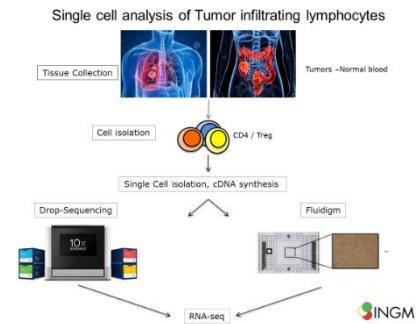 Single cell analysis of Tumor infiltrating lymphocytes
Tissue Collection
Tumors –Normal blood
Cell isolation
CD4 / Treg
Single Cell isolation, cDNA synthesis
Drop-Sequencing
Fluidigm
10x
GENOMICS
RNA-seq
INGM